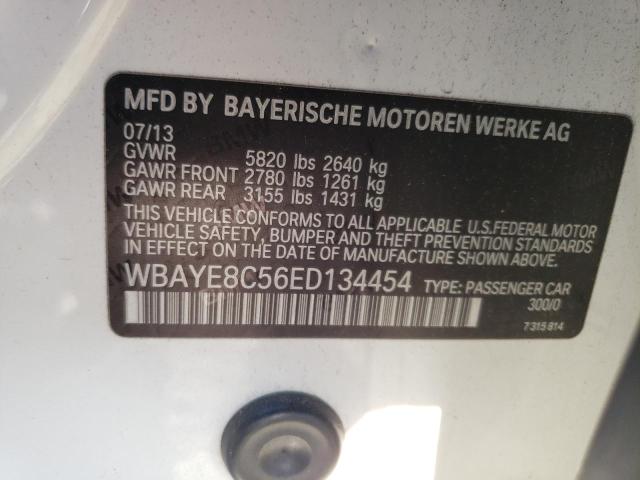 MFD BY BAYERISCHE MOTOREN WERKE AG
07/13
GVWR 5820 lbs 2640 kg
GAWR FRONT 2780 lbs 1261 kg
GAWR REAR 3155 lbs 1431 kg
THIS VEHICLE CONFORMS TO ALL APPLICABLE U.S.FEDERAL MOTOR
VEHICLE SAFETY, BUMPER AND THEFT PREVENTION STANDARDS
IN EFFECT ON THE DATE OF MANUFACTURE SHOWN ABOVE.
WBAYE8C56ED134454 TYPE: PASSENGER CAR
300/0
7315814